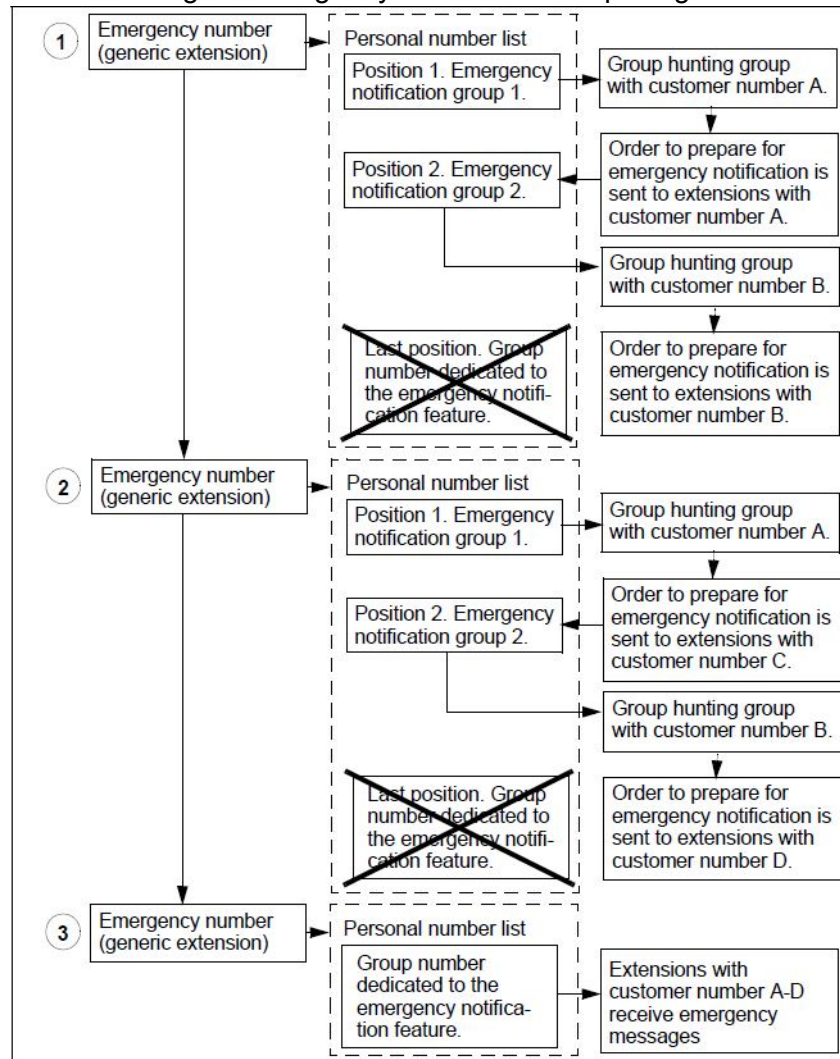 1
Emergency number
(generic extension)
Personal number list
Position 1. Emergency
notification group 1.
Group hunting group
with customer number A.
Order to prepare for
emergency notification is
sent to extensions with
customer number A.
Position 2. Emergency
notification group 2.
Group hunting group
with customer number B.
Order to prepare for
emergency notification is
sent to extensions with
customer number B.
Last position. Group
number dedicated to
the emergency notifi-
cation feature.
2
Emergency number
(generic extension)
Personal number list
Position 1. Emergency
notification group 1.
Group hunting group
with customer number A.
Order to prepare for
emergency notification is
sent to extensions with
customer number C.
Position 2. Emergency
notification group 2.
Group hunting group
with customer number B.
Order to prepare for
emergency notification is
sent to extensions with
customer number D.
Last position. Group
number dedicated to
the emergency notifi-
cation feature.
3
Emergency number
(generic extension)
Personal number list
Group number
dedicated to the
emergency notifica-
tion feature.
Extensions with
customer number A-D
receive emergency
messages